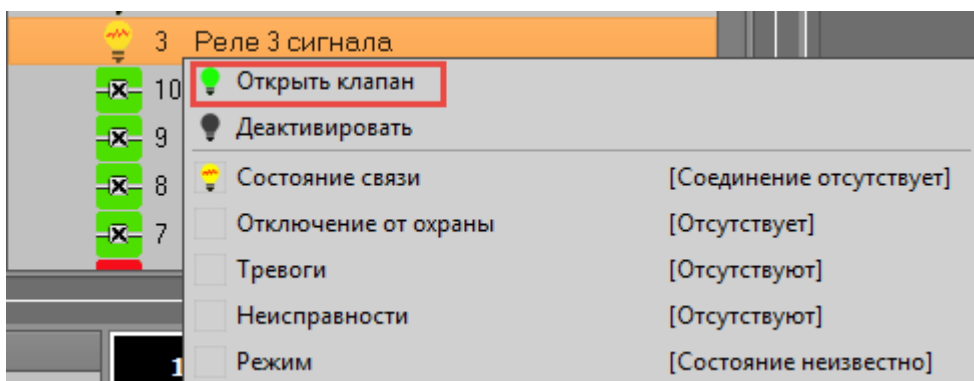 3 Реле 3 сигнала
10 Открыть клапан
9 Деактивировать
8 Состояние связи [Соединение отсутствует]
7 Отключение от охраны [Отсутствует]
Тревоги [Отсутствуют]
Неисправности [Отсутствуют]
1 Режим [Состояние неизвестно]